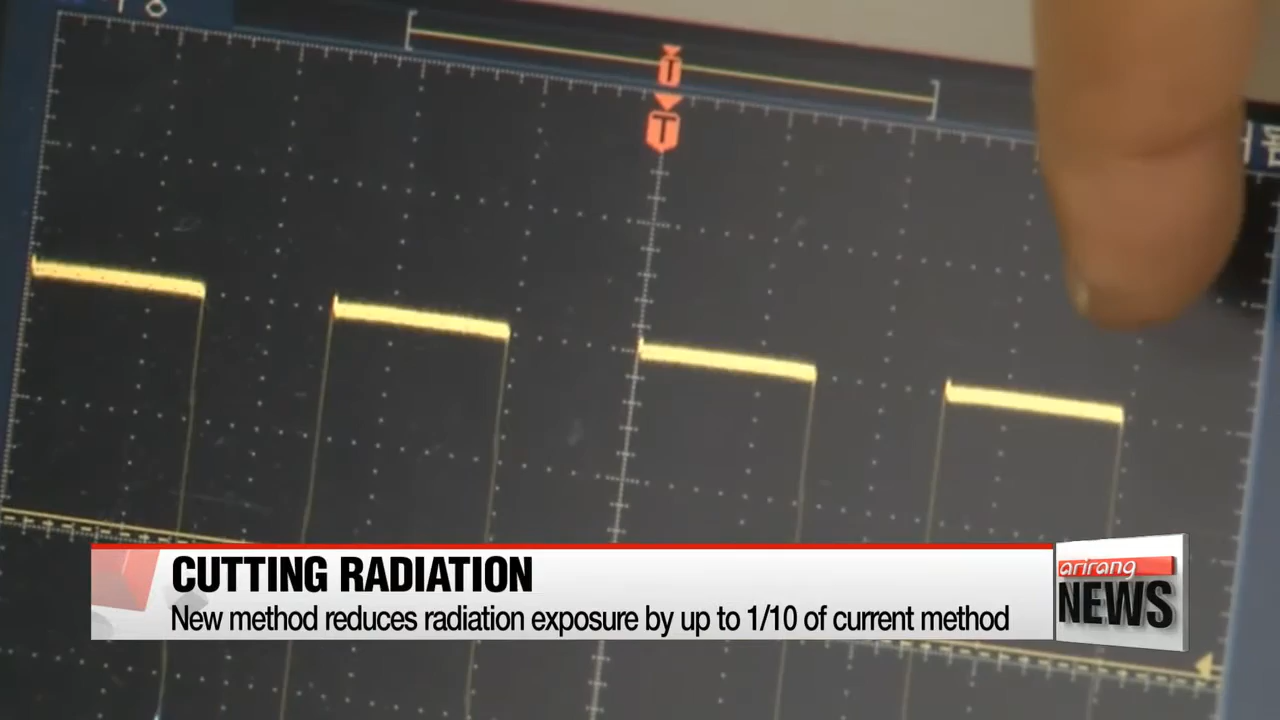 T
T
CUTTING RADIATION
New method reduces radiation exposure by up to 1/10 of current method
arirang
NEWS